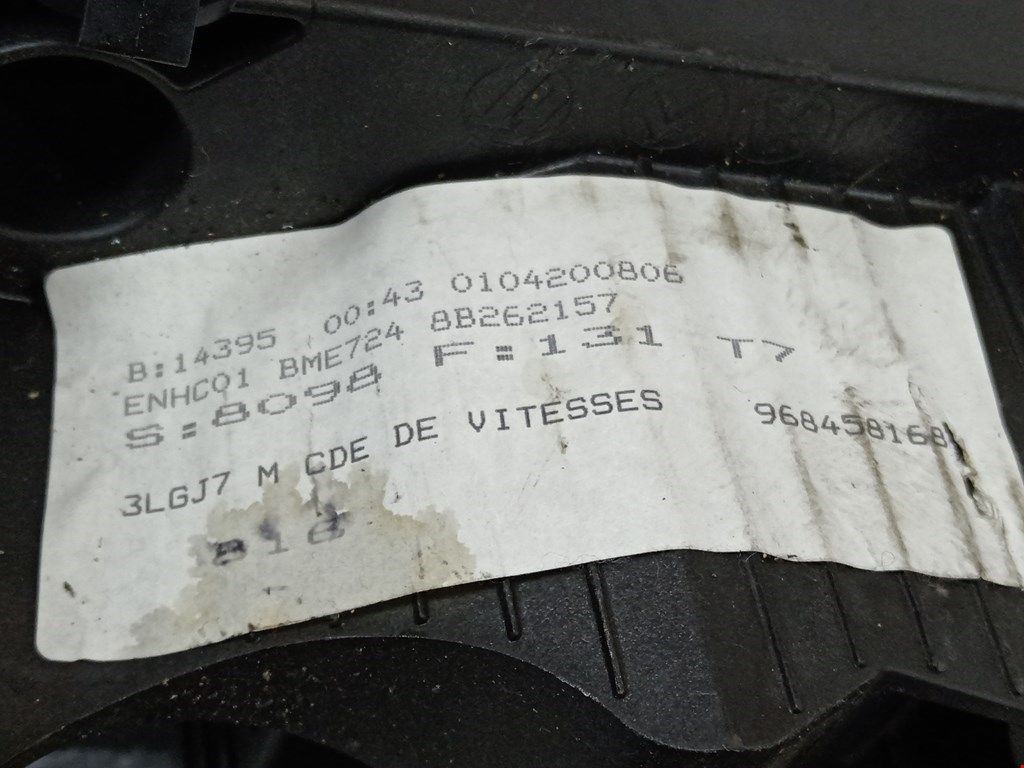 B:14395 00:43 0104200806
ENHC01 BME724 8B262157
S:8098 F:131 T7
3LGJ7 M CDE DE VITESSES 968458168